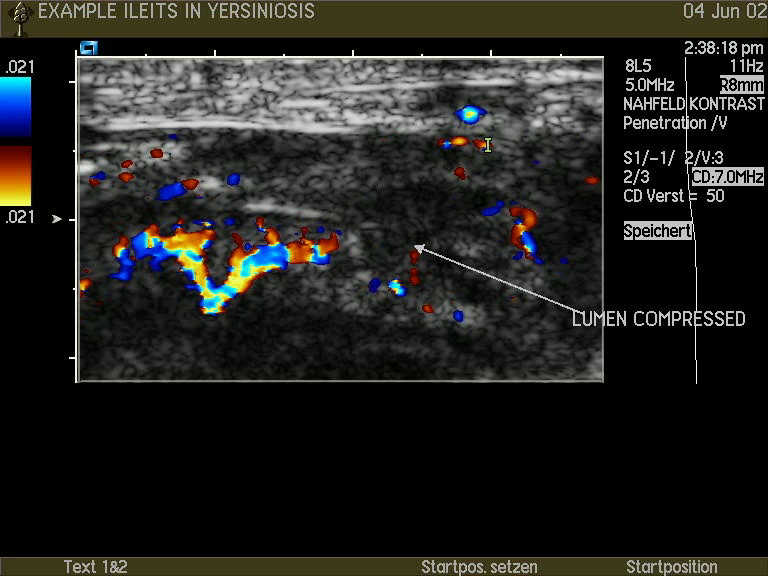 EXAMPLE ILEITS IN YERSINIOSIS 04 Jun 02
2:38:18 pm
.021
8L5 11Hz
5.0MHz R8mm
NAHFELD KONTRAST
Penetration /V
S1/-1/ 2/V:3
2/3 CD:7.0MHz
CD Verst = 50
.021
Speichert
LUMEN COMPRESSED
Text 1&2 Startpos. setzen Startposition